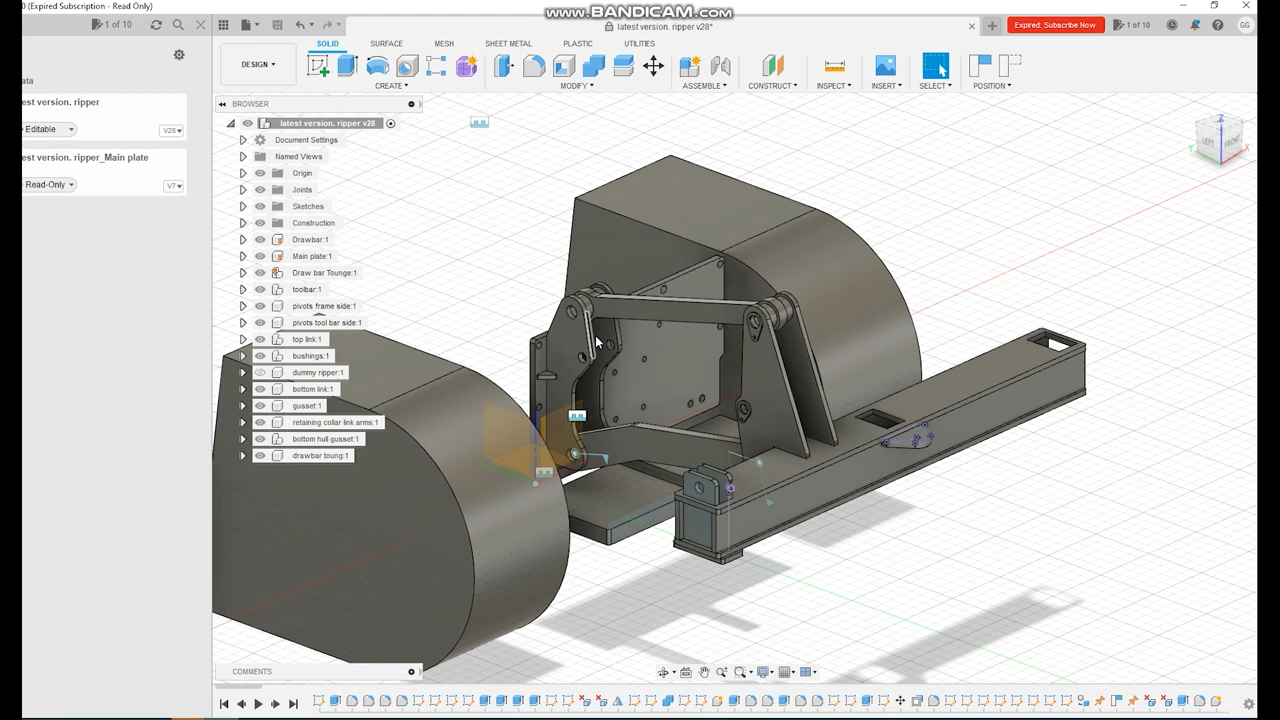 0 (Expired Subscription - Read Only)
www.BANDICAM.com
1 of 10
latest version. ripper v28*
Expired: Subscribe Now
1 of 10
GG
DESIGN
SOLID
SURFACE
MESH
SHEET METAL
PLASTIC
UTILITIES
CREATE
MODIFY
ASSEMBLE
CONSTRUCT
INSPECT
INSERT
SELECT
POSITION
ata
test version. ripper
Editable
V28
est version. ripper_Main plate
Read-Only
V7
BROWSER
latest version. ripper v28
Document Settings
Named Views
Origin
Joints
Sketches
Construction
Drawbar:1
Main plate:1
Draw bar Tounge:1
toolbar:1
pivots frame side:1
pivots tool bar side:1
top link:1
bushings:1
dummy ripper:1
bottom link:1
gusset:1
retaining collar link arms:1
bottom hull gusset:1
drawbar toung:1
Z
LEFT
FRONT
Y
X
COMMENTS